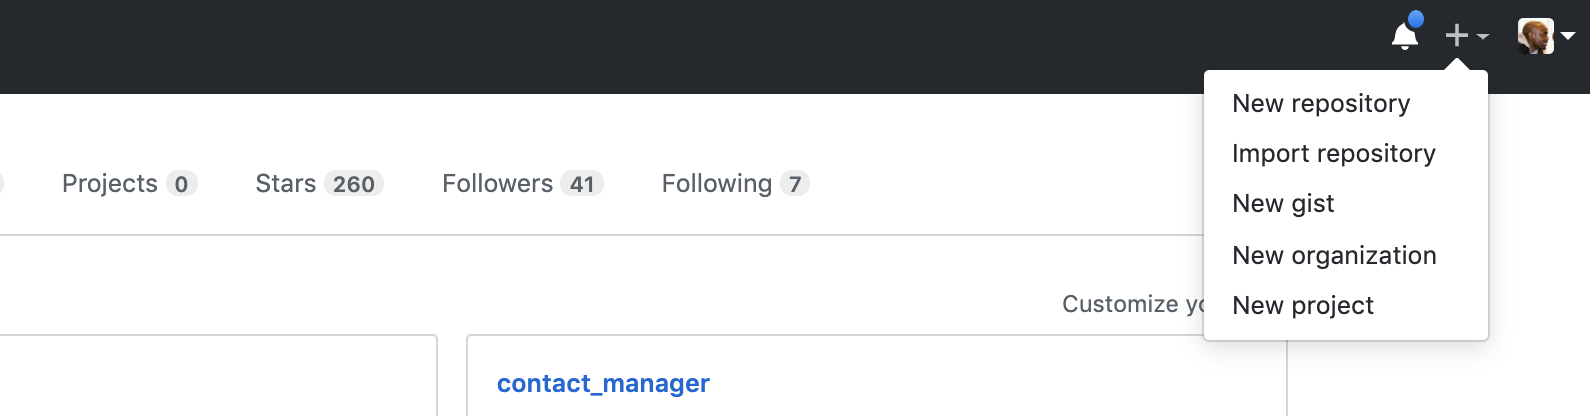 New repository
Import repository
New gist
New organization
New project
Projects 0 Stars 260 Followers 41 Following 7
Customize
contact_manager